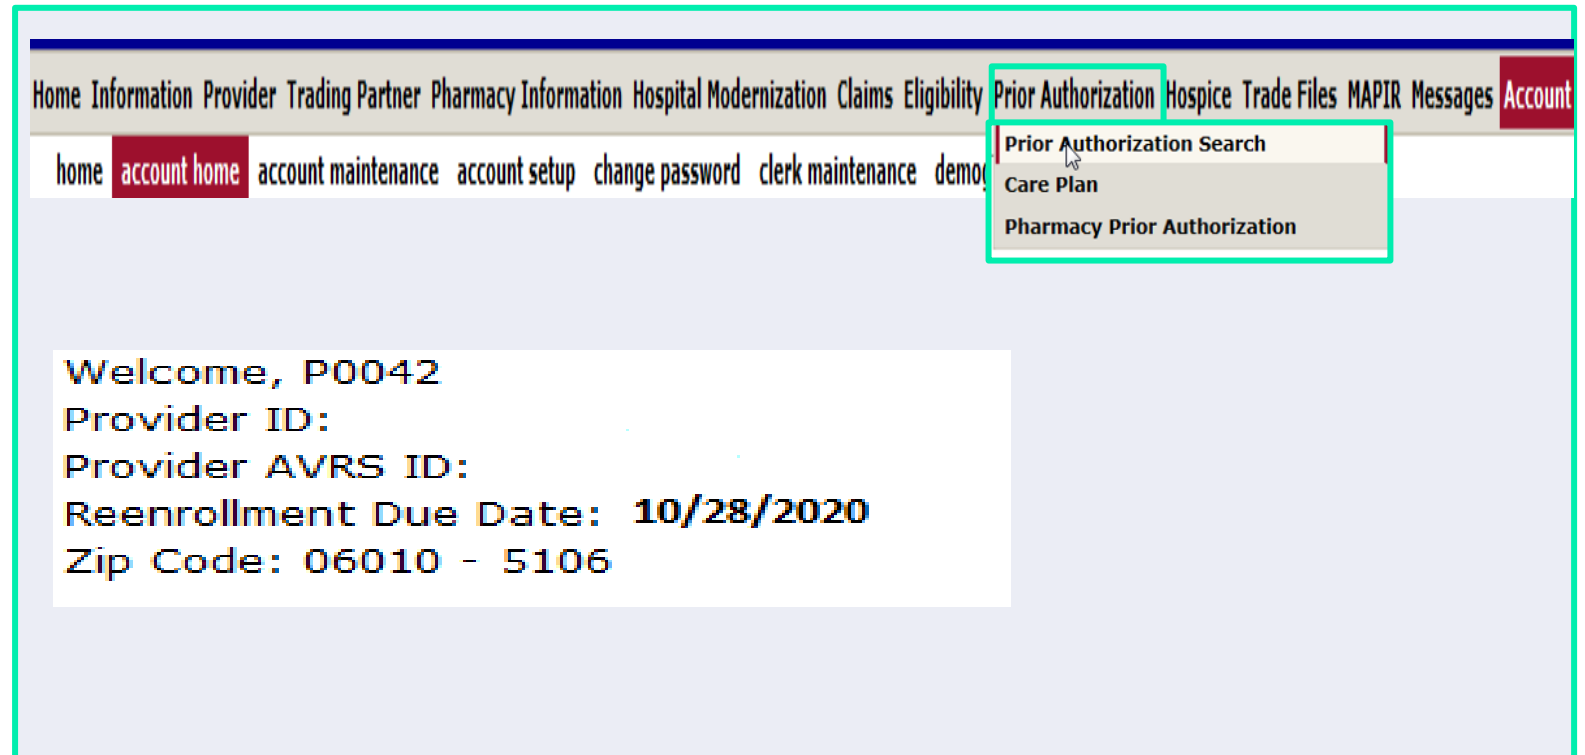 Home Information Provider Trading Partner Pharmacy Information Hospital Modernization Claims Eligibility Prior Authorization Hospice Trade Files MAPIR Messages Account
home account home account maintenance account setup change password clerk maintenance
Prior Authorization Search
Care Plan
Pharmacy Prior Authorization
Welcome, P0042
Provider ID:
Provider AVRS ID:
Reenrollment Due Date: 10/28/2020
Zip Code: 06010 - 5106